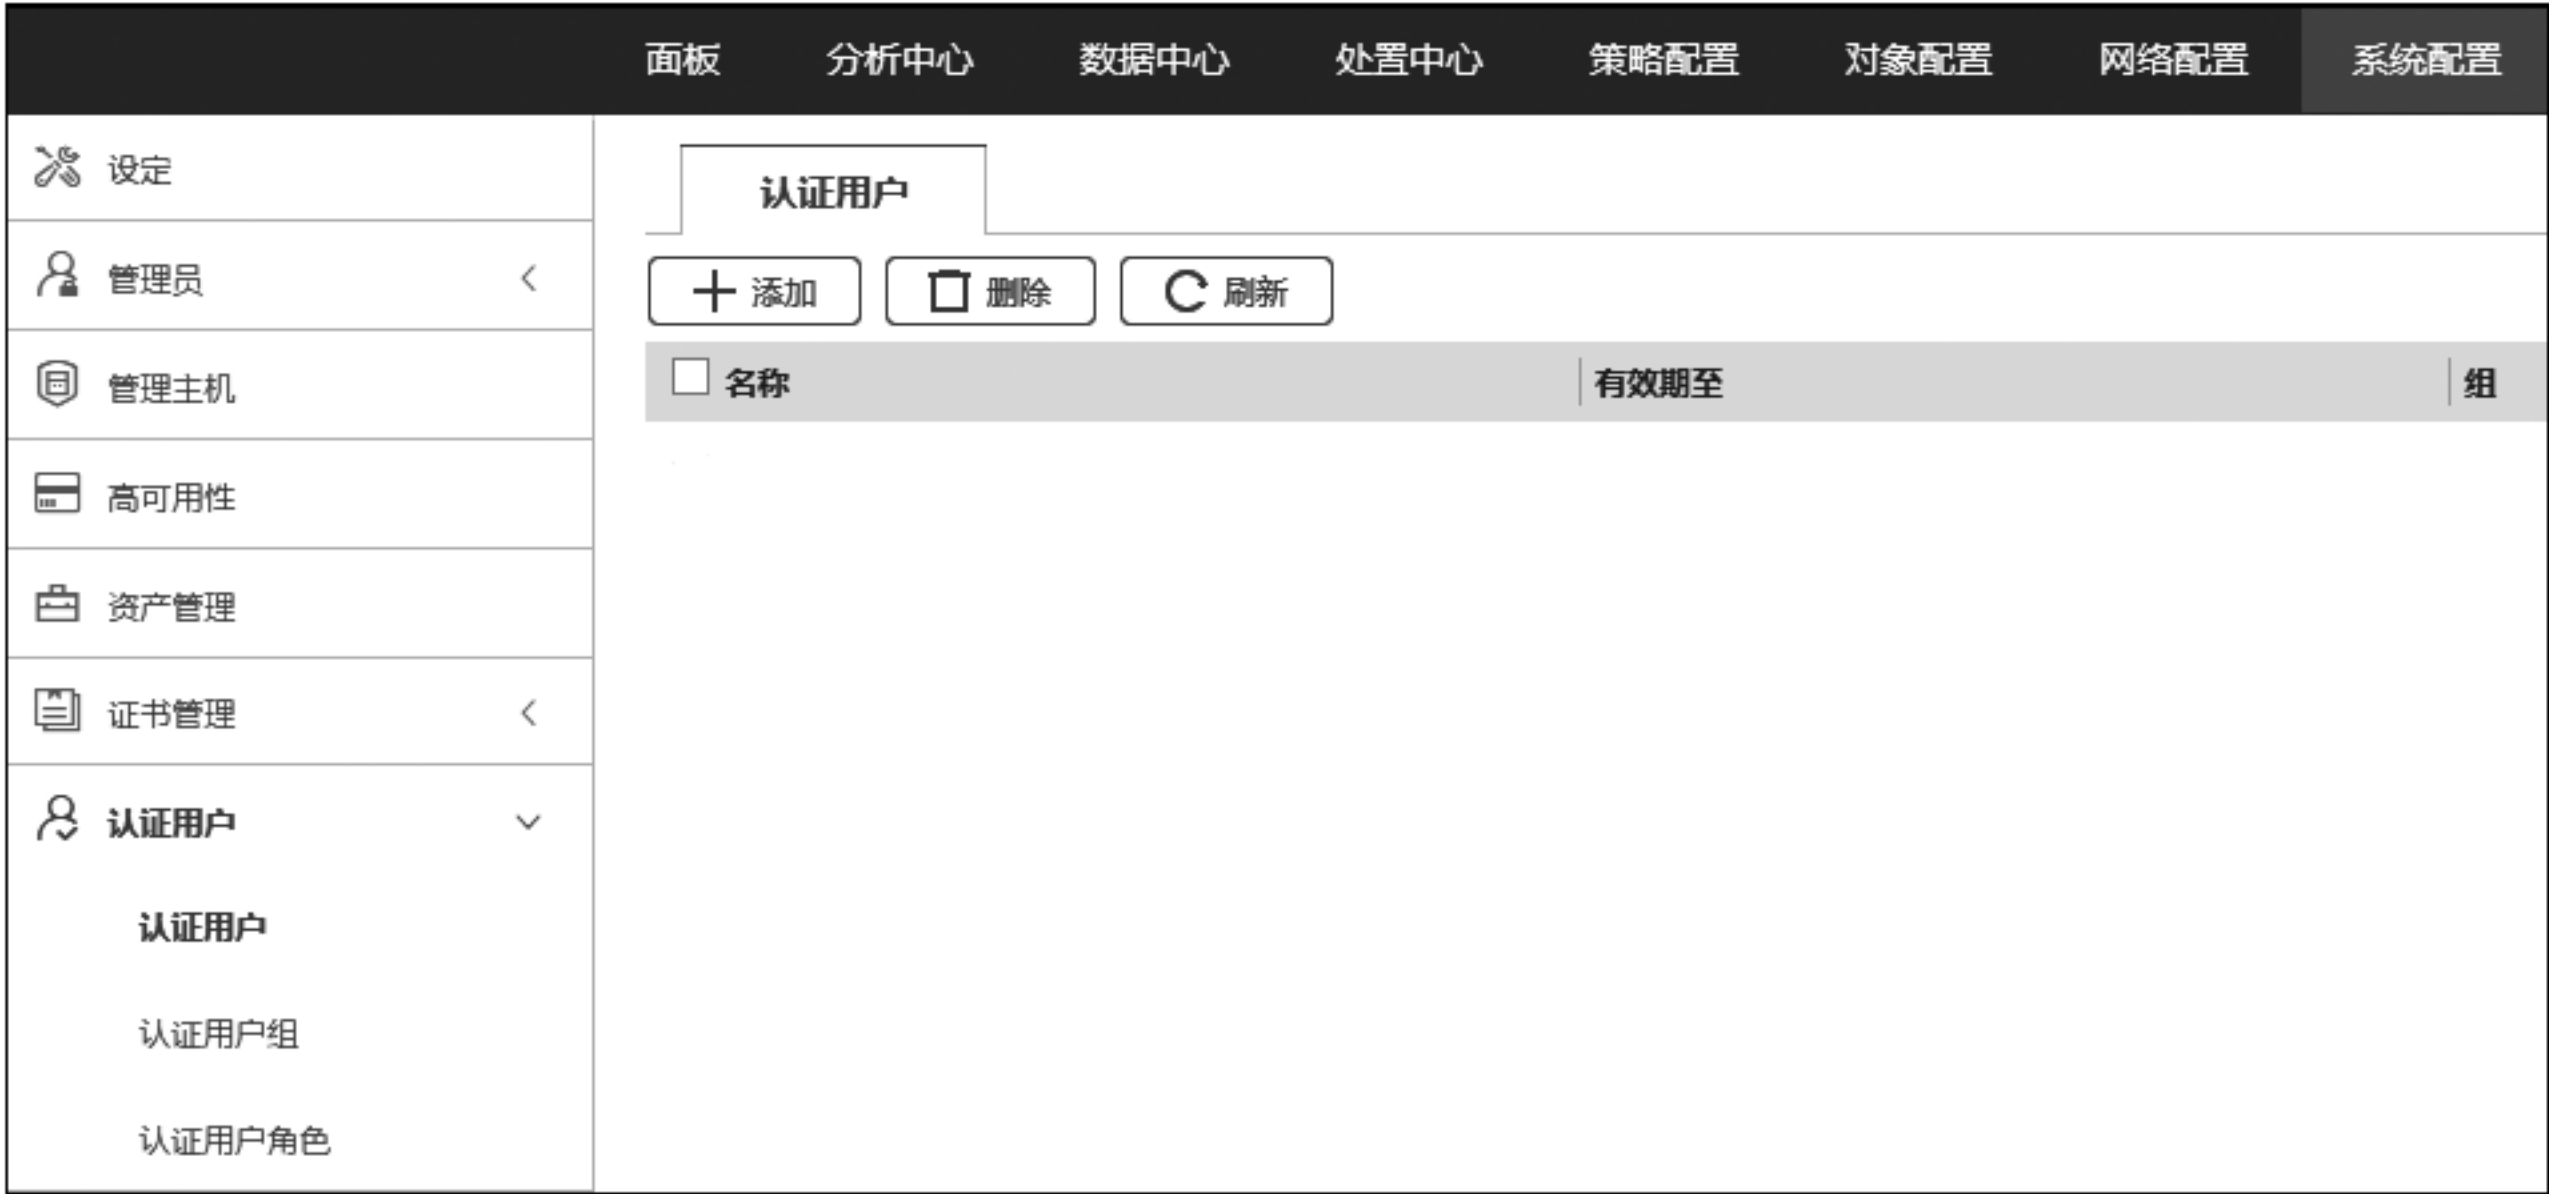 面板 分析中心 数据中心 处置中心 策略配置 对象配置 网络配置 系统配置
设定
管理员
管理主机
高可用性
资产管理
证书管理
认证用户
认证用户
认证用户组
认证用户角色
认证用户
添加 删除 刷新
名称 有效期至 组